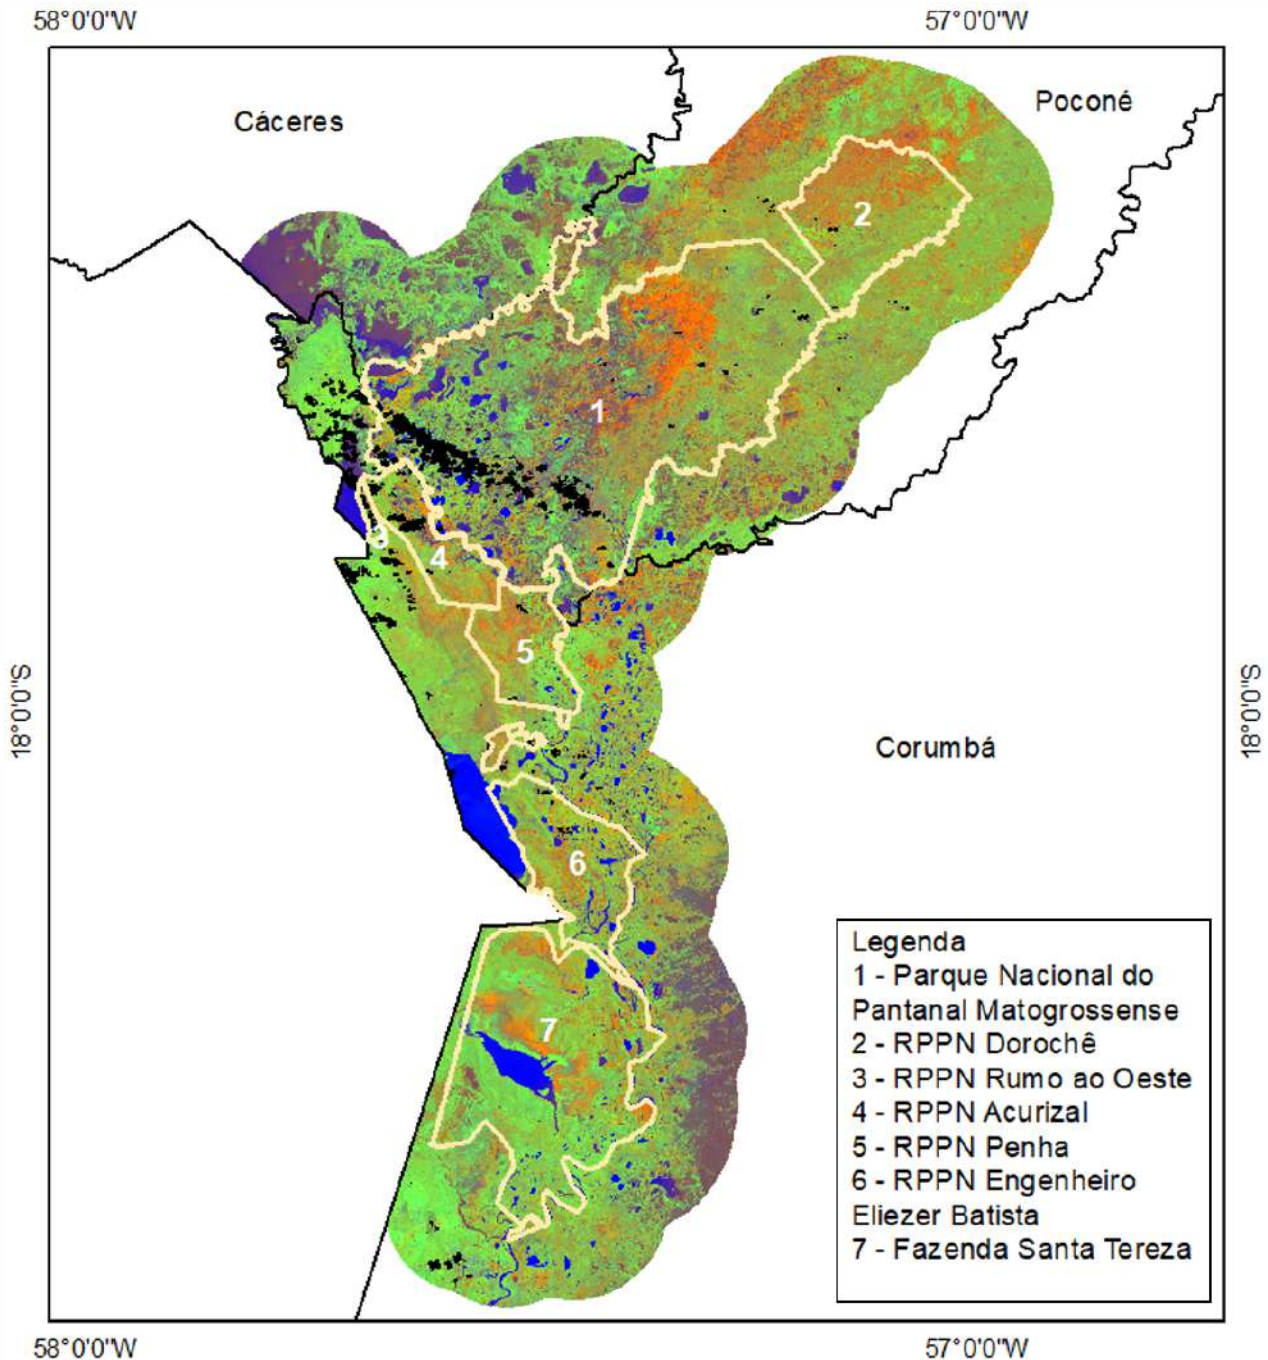 58°0'0"W
57°0'0"W
Cáceres
Poconé
2
1
3
4
5
18°0'0"S
18°0'0"S
Corumbá
6
7
Legenda
1 - Parque Nacional do
Pantanal Matogrossense
2 - RPPN Dorochê
3 - RPPN Rumo ao Oeste
4 - RPPN Acurizal
5 - RPPN Penha
6 - RPPN Engenheiro
Eliezer Batista
7 - Fazenda Santa Tereza
58°0'0"W
57°0'0"W